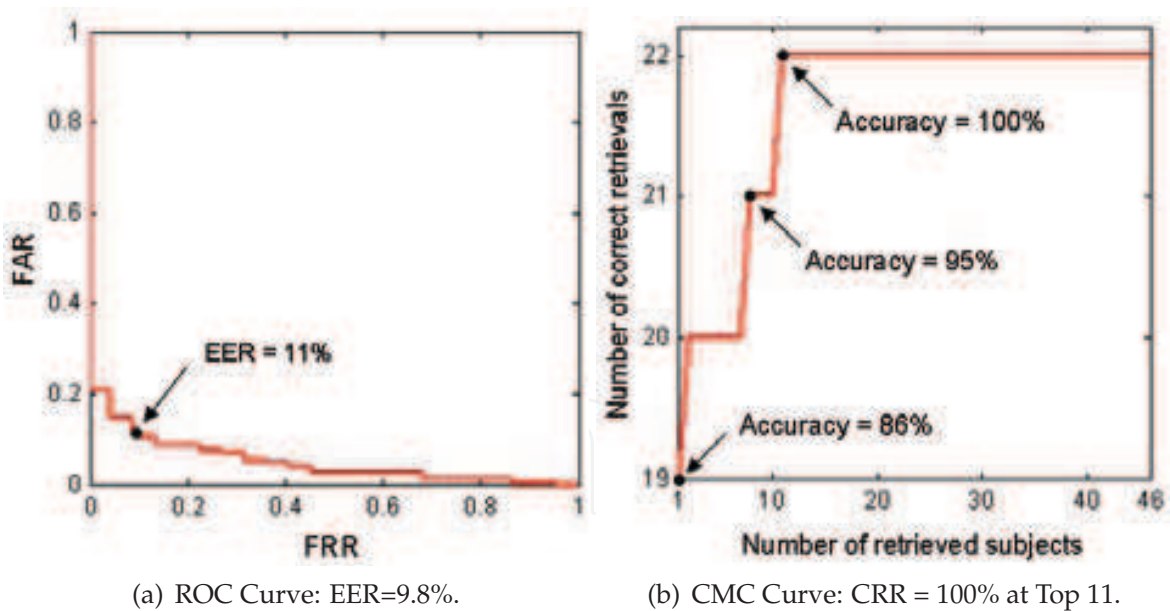 1
0.8
0.6
FAR
0.4
EER = 11%
0.2
0
0 0.2 0.4 0.6 0.8 1
FRR
(a) ROC Curve: EER=9.8%.
22
Accuracy = 100%
Number of correct retrievals
21
Accuracy = 95%
20
Accuracy = 86%
19
1 10 20 30 40 46
Number of retrieved subjects
(b) CMC Curve: CRR = 100% at Top 11.